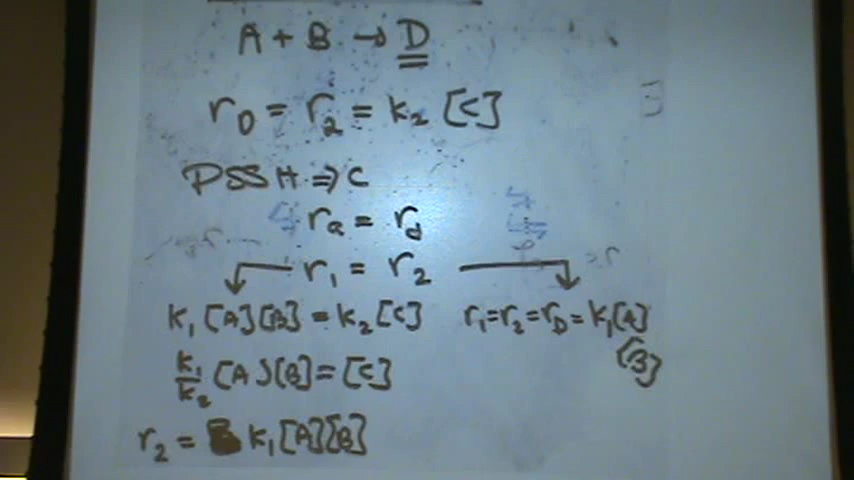 A + B → D
r_D = r_2 = k_2 [C]
PSSH ⇒ C
r_a = r_d
r_1 = r_2
k_1 [A][B] = k_2 [C]
r_1 = r_2 = r_D = k_1 [A]
[B]
k_1/k_2 [A][B] = [C]
r_2 = k_1 [A][B]